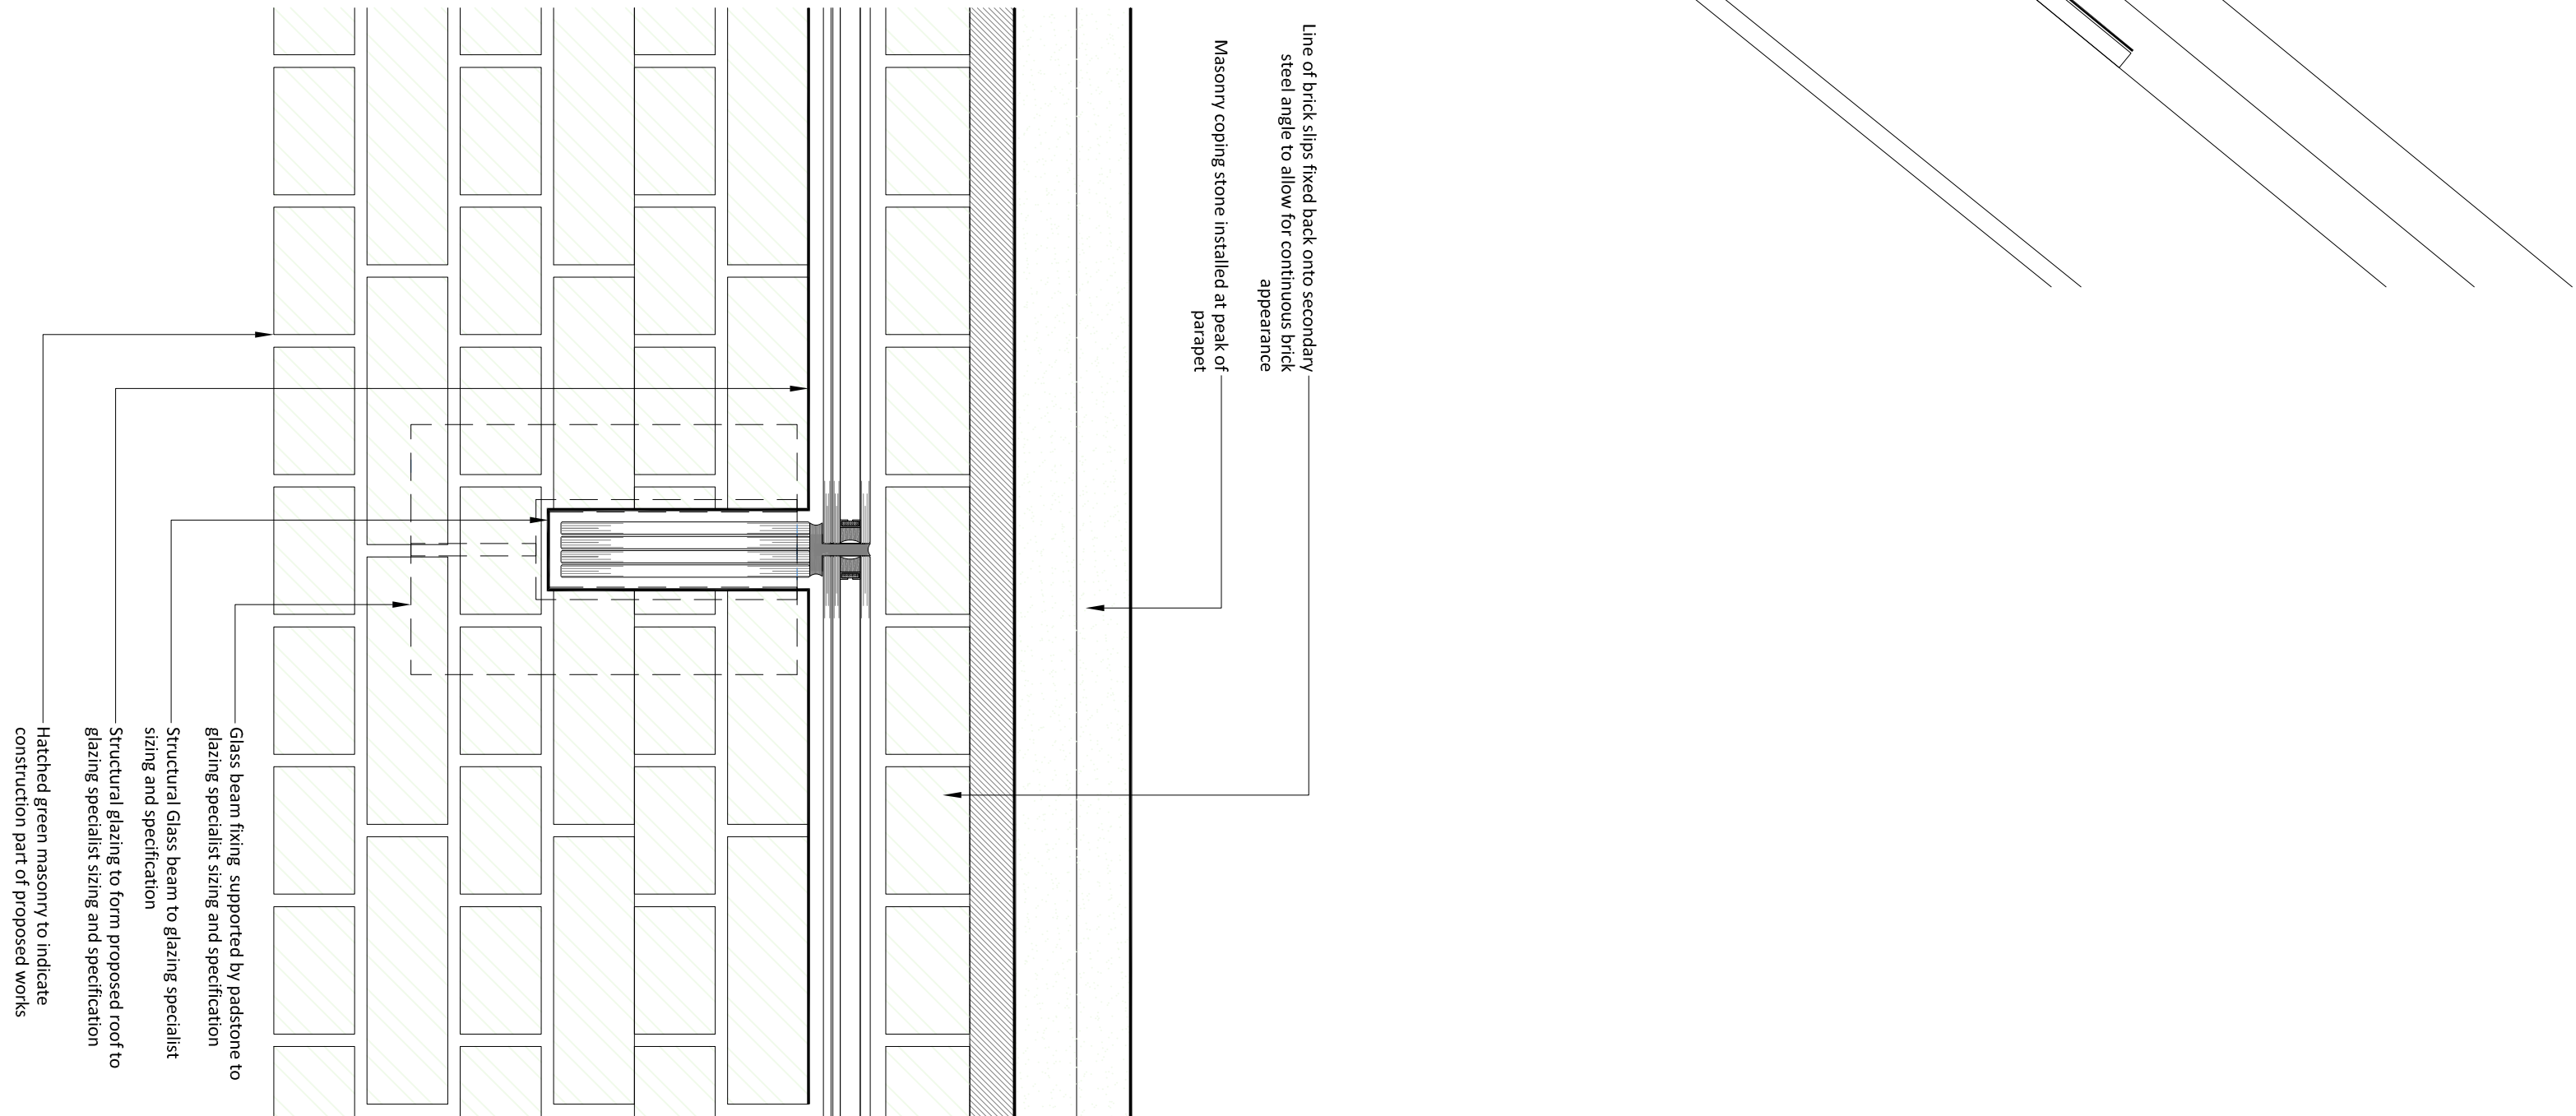 Line of brick slips fixed back onto secondary
steel angle to allow for continuous brick
appearance
Masonry coping stone installed at peak of
parapet
Glass beam fixing  supported by padstone to
glazing specialist sizing and specification
Structural Glass beam to glazing specialist
sizing and specification
Structural glazing to form proposed roof to
glazing specialist sizing and specification
Hatched green masonry to indicate
construction part of proposed works